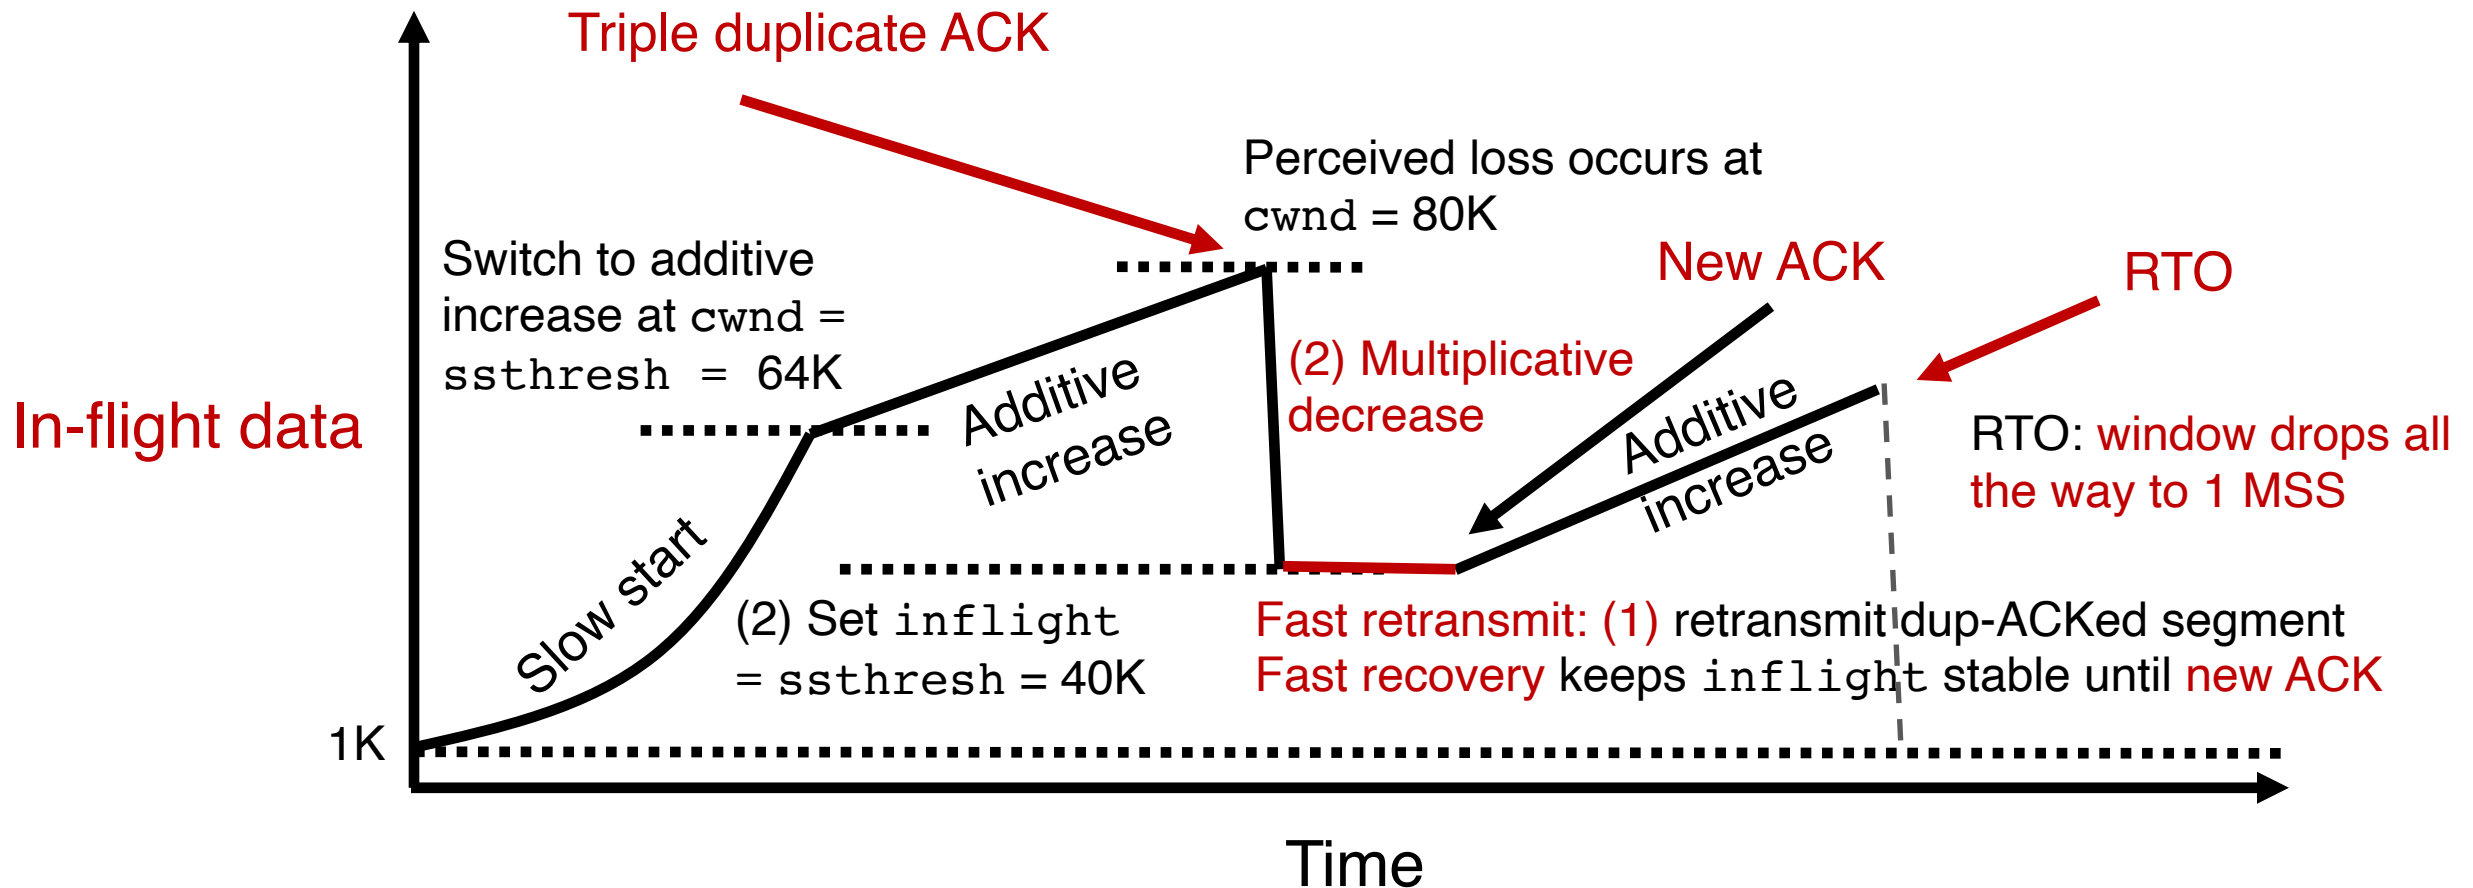 Triple duplicate ACK
Perceived loss occurs at
cwnd = 80K
Switch to additive
increase at cwnd =
ssthresh = 64K
New ACK
RTO
(2) Multiplicative
decrease
Additive
increase
Additive
increase
In-flight data
RTO: window drops all
the way to 1 MSS
Slow start
(2) Set inflight
= ssthresh = 40K
Fast retransmit: (1) retransmit dup-ACKed segment
Fast recovery keeps inflight stable until new ACK
1K
Time